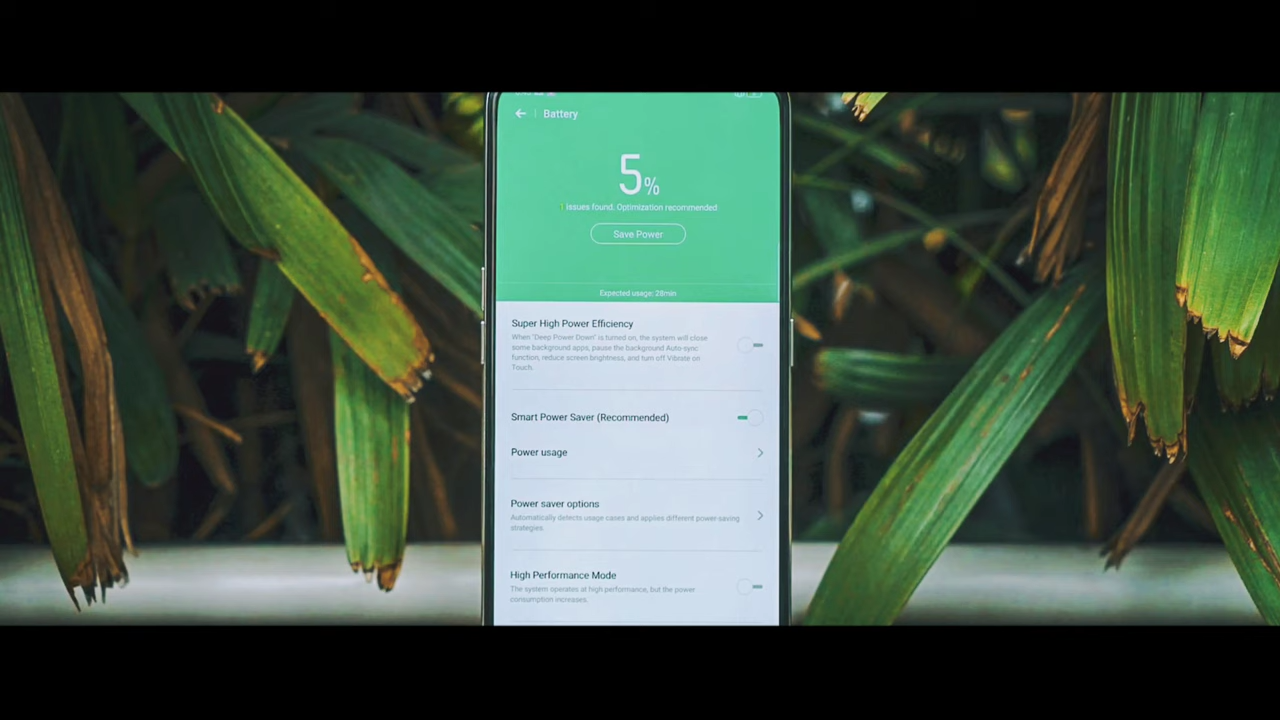 Battery
5%
issues found. Optimization recommended
Save Power
Expected usage: 28min
Super High Power Efficiency
When "Deep Power Down" is turned on, the system will close
some background apps, pause the background Auto-sync
function, reduce screen brightness, and turn off Vibrate on
Touch.
Smart Power Saver (Recommended)
Power usage
Power saver options
Automatically detects usage cases and applies different power-saving
strategies.
High Performance Mode
The system operates at high performance, but the power
consumption increases.